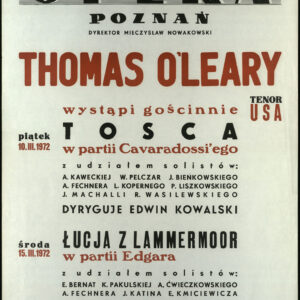 OPERA
POZNAŃ
DYREKTOR MIECZYSŁAW NOWAKOWSKI
THOMAS O'LEARY
TENOR
wystąpi gościnnie USA
piątek TOSCA
10.III.1972 w partii Cavaradossi'ego
z udziałem solistów:
A. KAWECKIEJ W. PELCZAR J. BIENKOWSKIEGO
A. FECHNERA L. KOPERNEGO P. LISZKOWSKIEGO
J. MACHALLI R. WASILEWSKIEGO
DYRYGUJE EDWIN KOWALSKI
środa ŁUCJA Z LAMMERMOOR
15.III.1972 w partii Edgara
z udziałem solistów:
E. BERNAT K. PAKULSKIEJ A. ĆWIECZKOWSKIEGO
A. FECHNERA J. KATINA E. KMICIEWICZA